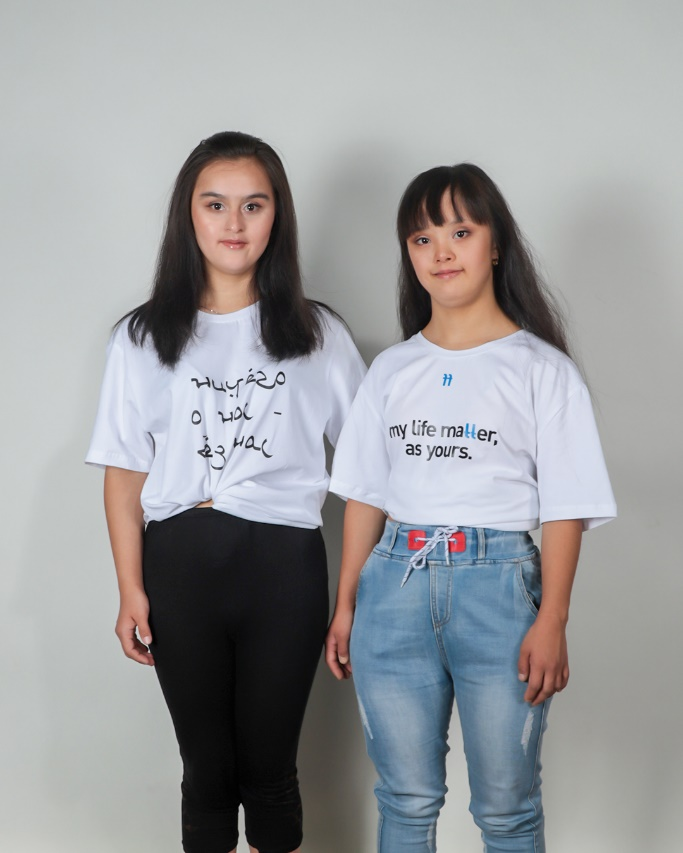 ничего
о нас -
без нас
my life matter,
as yours.